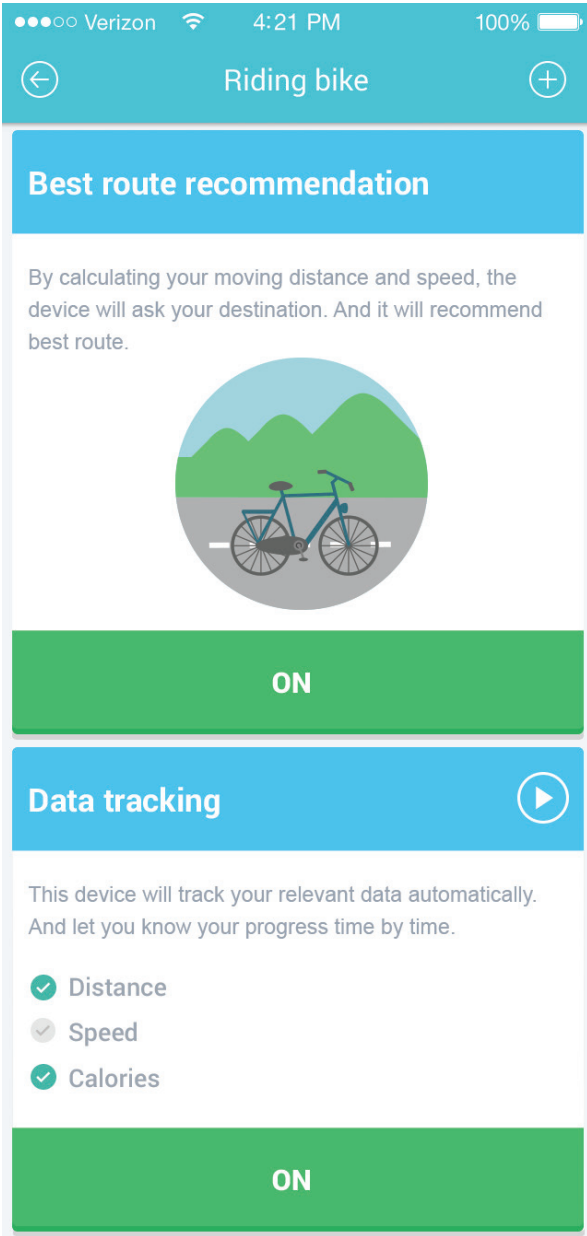 Verizon 4:21 PM 100%
Riding bike
Best route recommendation
By calculating your moving distance and speed, the
device will ask your destination. And it will recommend
best route.
ON
Data tracking
This device will track your relevant data automatically.
And let you know your progress time by time.
Distance
Speed
Calories
ON